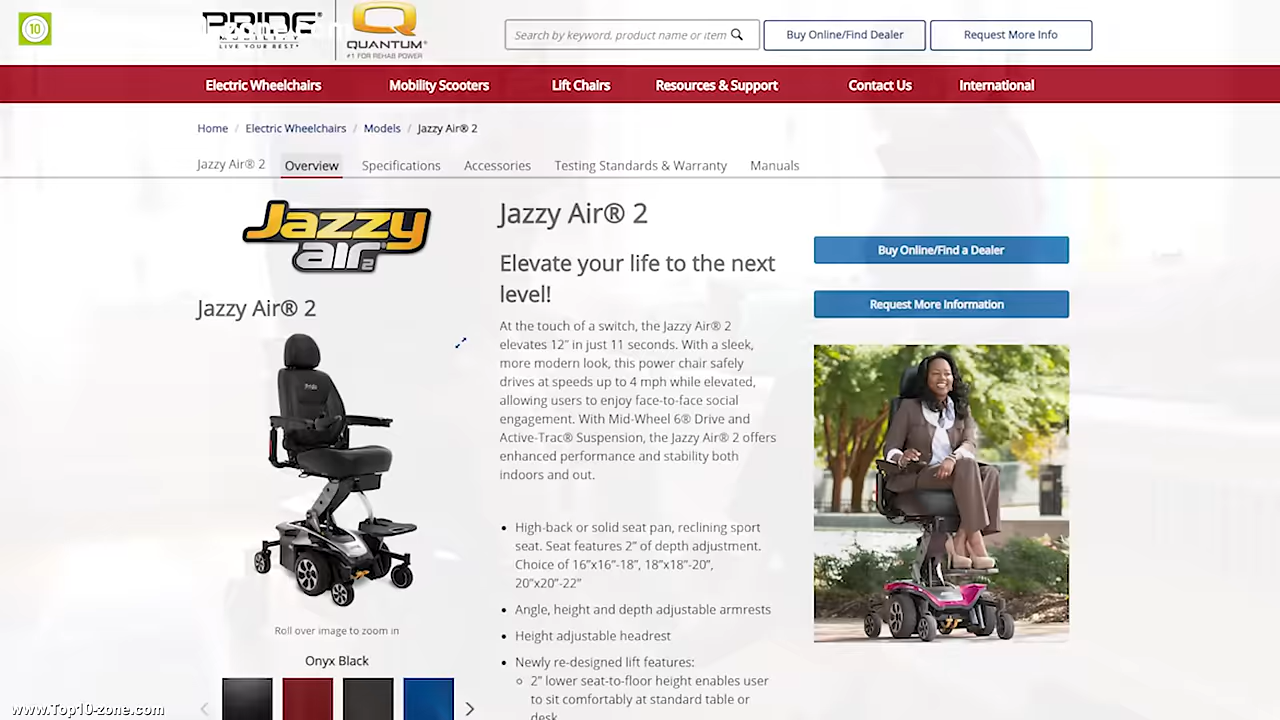 10
PRIDE
MOBILITY
LIVE YOUR BEST®
QUANTUM®
#1 FOR REHAB POWER
Search by keyword, product name or item
Buy Online/Find Dealer
Request More Info
Electric Wheelchairs
Mobility Scooters
Lift Chairs
Resources & Support
Contact Us
International
Home / Electric Wheelchairs / Models / Jazzy Air® 2
Jazzy Air® 2
Overview
Specifications
Accessories
Testing Standards & Warranty
Manuals
Jazzy
air® 2
Jazzy Air® 2
Pride
Roll over image to zoom in
Onyx Black
Jazzy Air® 2
Elevate your life to the next
level!
At the touch of a switch, the Jazzy Air® 2
elevates 12” in just 11 seconds. With a sleek,
more modern look, this power chair safely
drives at speeds up to 4 mph while elevated,
allowing users to enjoy face-to-face social
engagement. With Mid-Wheel 6® Drive and
Active-Trac® Suspension, the Jazzy Air® 2 offers
enhanced performance and stability both
indoors and out.
• High-back or solid seat pan, reclining sport
seat. Seat features 2” of depth adjustment.
Choice of 16”x16”-18”, 18”x18”-20”,
20”x20”-22”
• Angle, height and depth adjustable armrests
• Height adjustable headrest
• Newly re-designed lift features:
○ 2” lower seat-to-floor height enables user
to sit comfortably at standard table or
desk
Buy Online/Find a Dealer
Request More Information
www.Top10-zone.com